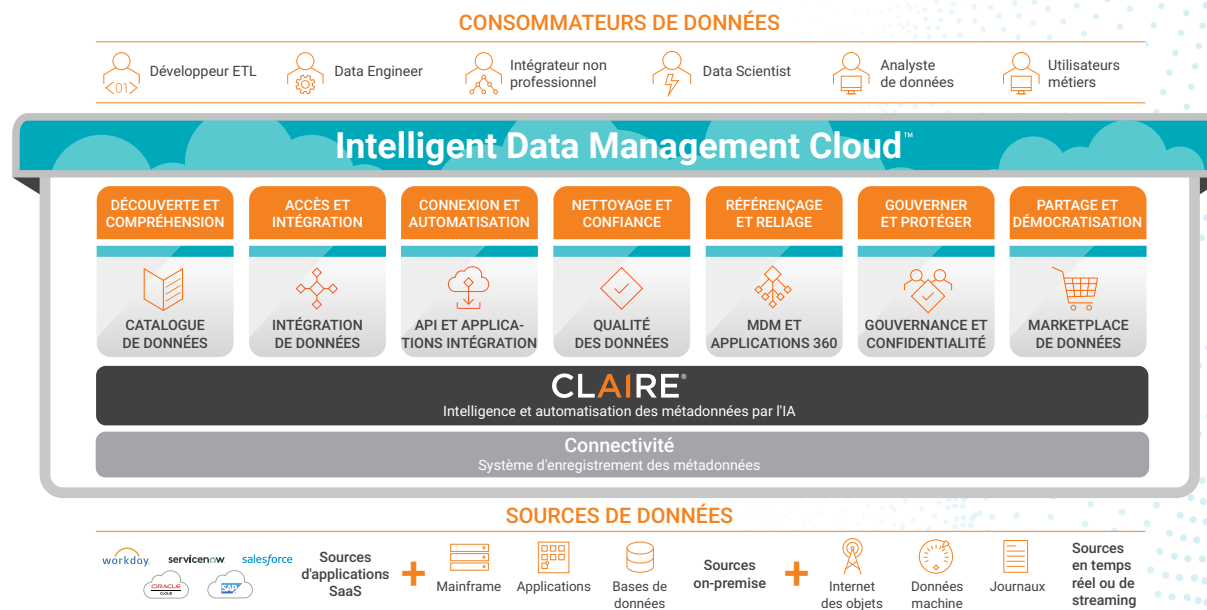 CONSOMMATEURS DE DONNÉES
<01>
Développeur ETL
Data Engineer
Intégrateur non
professionnel
Data Scientist
Analyste
de données
Utilisateurs
métiers
Intelligent Data Management Cloud™
DÉCOUVERTE ET
COMPRÉHENSION
ACCÈS ET
INTÉGRATION
CONNEXION ET
AUTOMATISATION
NETTOYAGE ET
CONFIANCE
RÉFÉRENÇAGE
ET RELIAGE
GOUVERNER
ET PROTÉGER
PARTAGE ET
DÉMOCRATISATION
CATALOGUE
DE DONNÉES
INTÉGRATION
DE DONNÉES
API ET APPLICA-
TIONS INTÉGRATION
QUALITÉ
DES DONNÉES
MDM ET
APPLICATIONS 360
GOUVERNANCE ET
CONFIDENTIALITÉ
MARKETPLACE
DE DONNÉES
CLAIRE®
Intelligence et automatisation des métadonnées par l'IA
Connectivité
Système d'enregistrement des métadonnées
SOURCES DE DONNÉES
workday.
servicenow
salesforce
ORACLE
CLOUD
SAP
Sources
d'applications
SaaS
+
Mainframe
Applications
Bases de
données
Sources
on-premise
+
Internet
des objets
Données
machine
Journaux
Sources
en temps
réel ou de
streaming